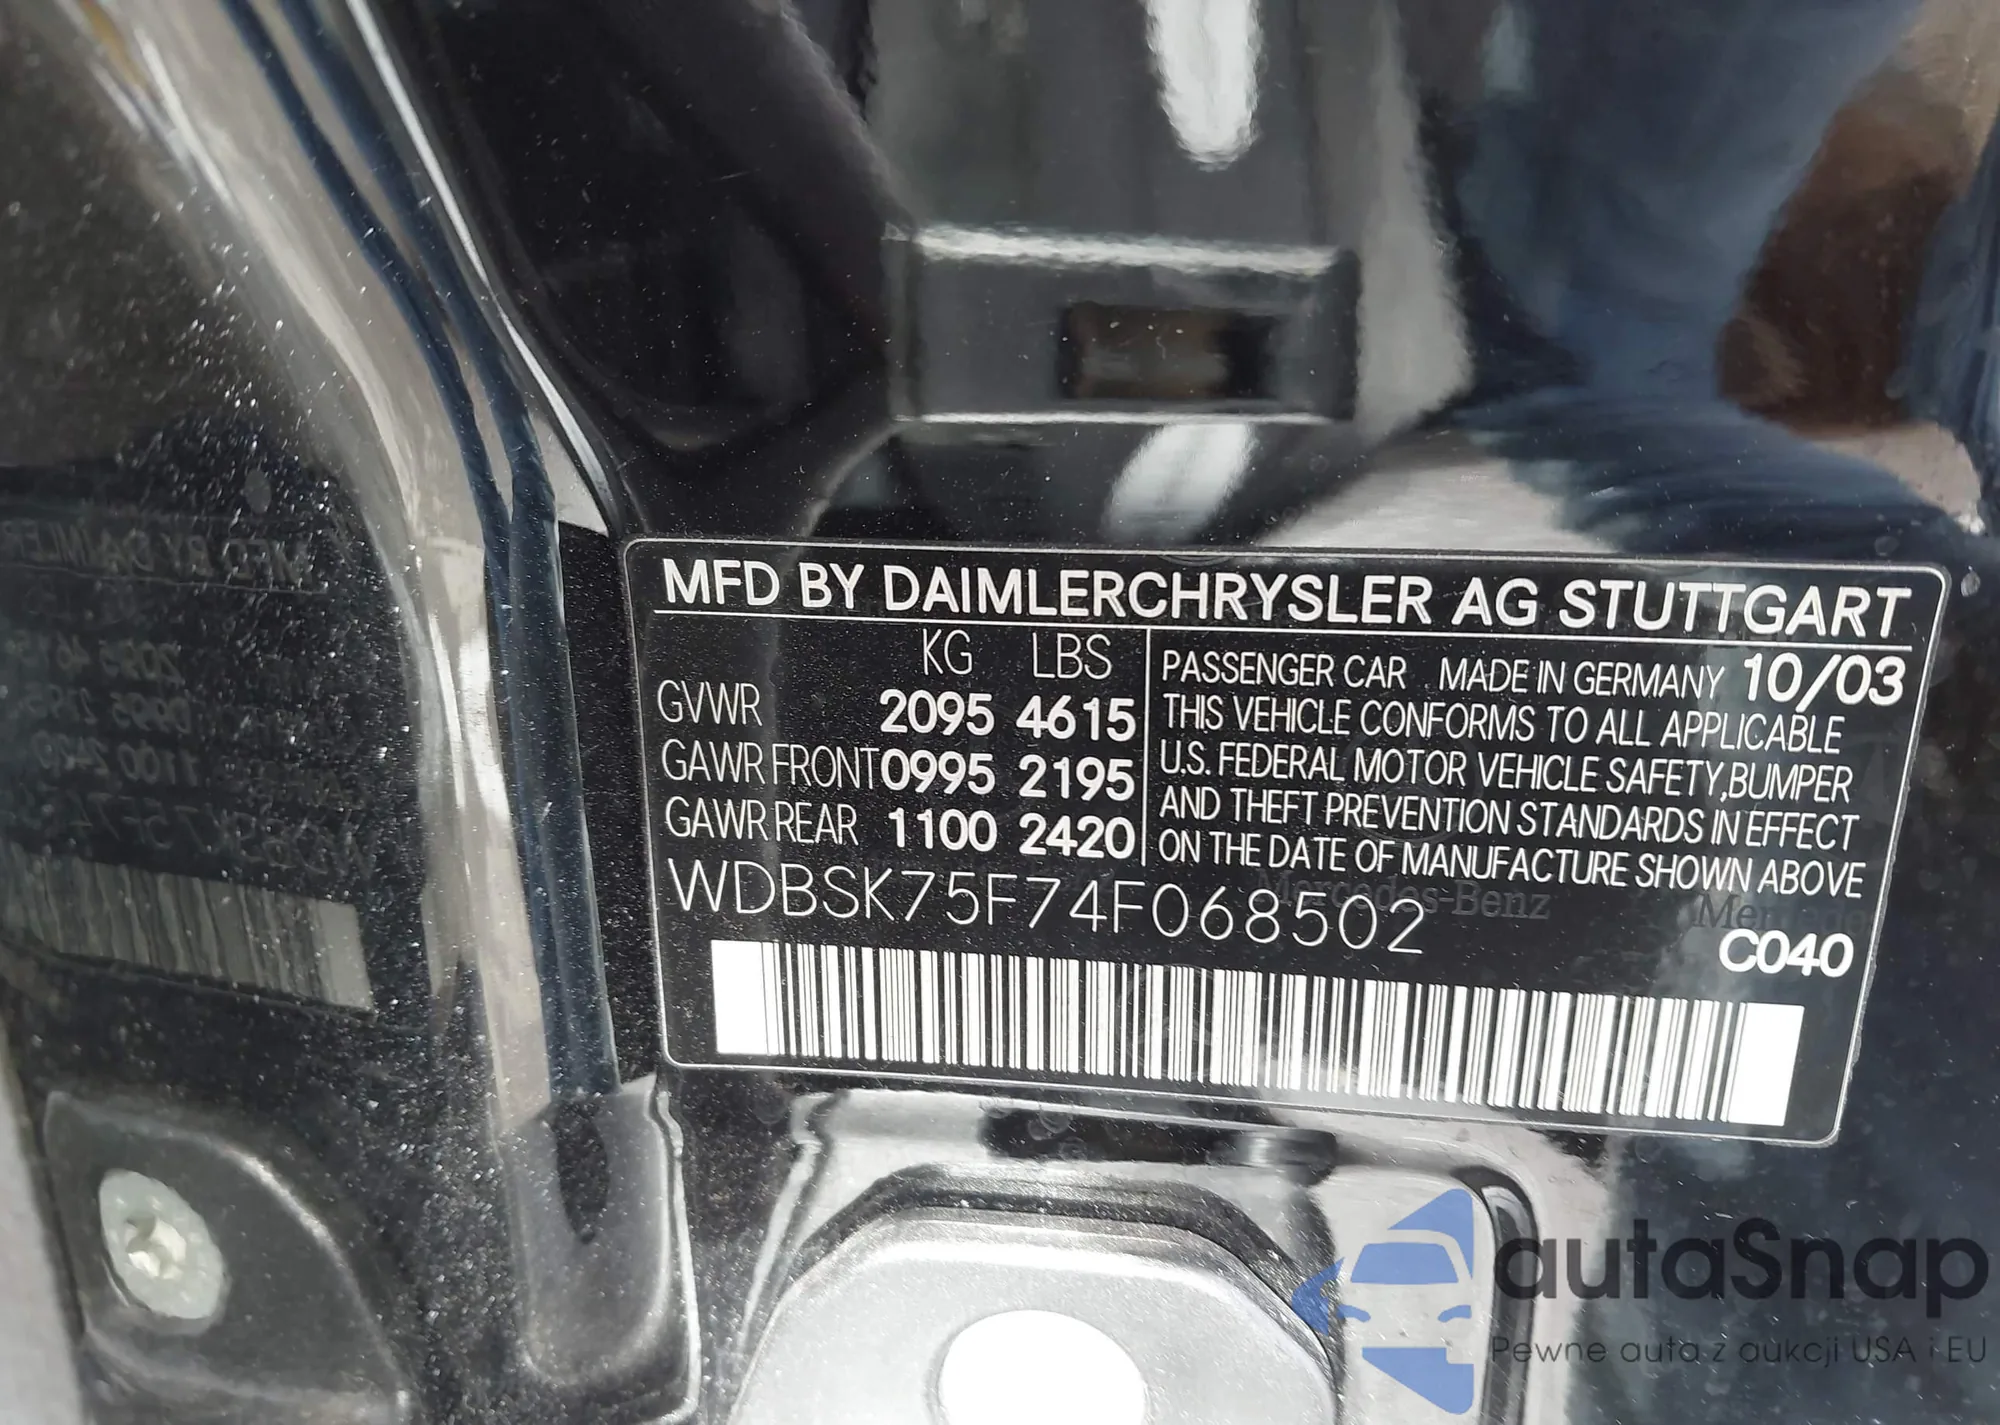 MFD BY DAIMLERCHRYSLER AG STUTTGART
KG LBS
GVWR 2095 4615
GAWR FRONT 0995 2195
GAWR REAR 1100 2420
PASSENGER CAR MADE IN GERMANY 10/03
THIS VEHICLE CONFORMS TO ALL APPLICABLE
U.S. FEDERAL MOTOR VEHICLE SAFETY, BUMPER
AND THEFT PREVENTION STANDARDS IN EFFECT
ON THE DATE OF MANUFACTURE SHOWN ABOVE
WDBSK75F74F068502
Mercedes-Benz
C040
autaSnap
Pewne auta z aukcji USA i EU